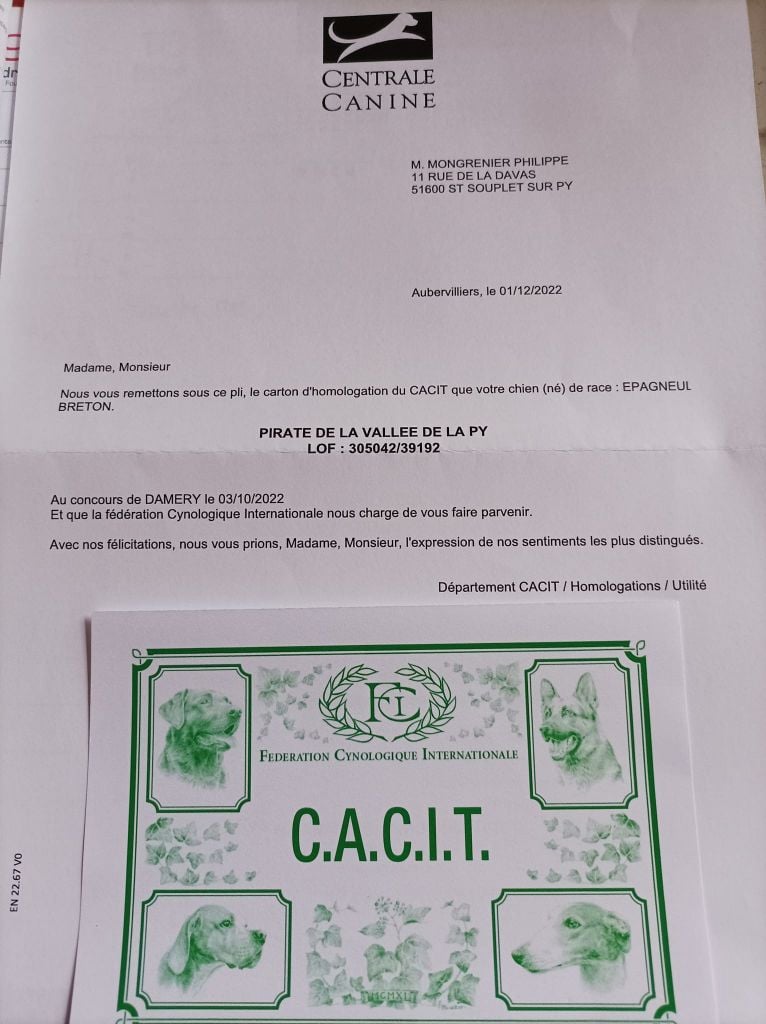 CENTRALE
CANINE
M. MONGRENIER PHILIPPE
11 RUE DE LA DAVAS
51600 ST SOUPLET SUR PY
Aubervilliers, le 01/12/2022
Madame, Monsieur
Nous vous remettons sous ce pli, le carton d'homologation du CACIT que votre chien (né) de race : EPAGNEUL
BRETON.
PIRATE DE LA VALLEE DE LA PY
LOF : 305042/39192
Au concours de DAMERY le 03/10/2022
Et que la fédération Cynologique Internationale nous charge de vous faire parvenir.
Avec nos félicitations, nous vous prions, Madame, Monsieur, l'expression de nos sentiments les plus distingués.
Département CACIT / Homologations / Utilité
FCI
FEDERATION CYNOLOGIQUE INTERNATIONALE
C.A.C.I.T.
EN 22.67 V0